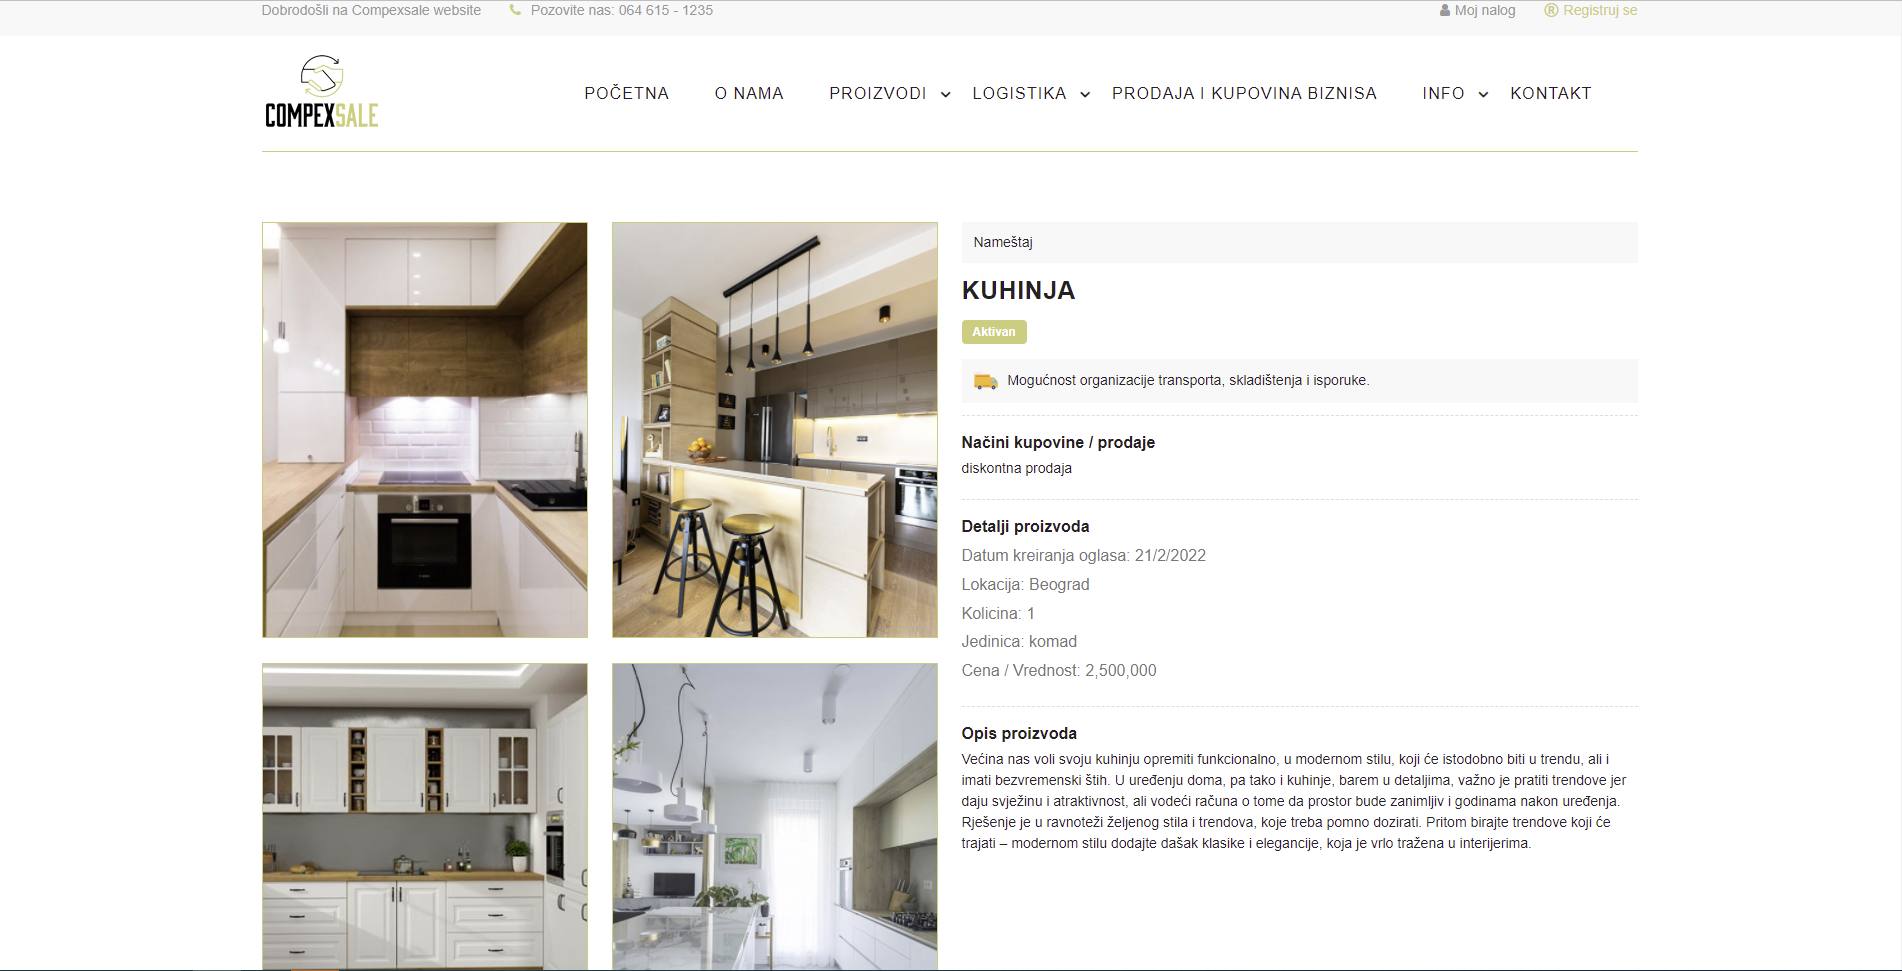 Dobrodošli na Compexsale website
Pozovite nas: 064 615 - 1235
Moj nalog
® Registruj se
COMPEXSALE
POČETNA
O NAMA
PROIZVODI
LOGISTIKA
PRODAJA I KUPOVINA BIZNISA
INFO
KONTAKT
Nameštaj
KUHINJA
Aktivan
Mogućnost organizacije transporta, skladištenja i isporuke.
Načini kupovine / prodaje
diskontna prodaja
Detalji proizvoda
Datum kreiranja oglasa: 21/2/2022
Lokacija: Beograd
Kolicina: 1
Jedinica: komad
Cena / Vrednost: 2,500,000
Opis proizvoda
Većina nas voli svoju kuhinju opremiti funkcionalno, u modernom stilu, koji će istodobno biti u trendu, ali i
imati bezvremenski štih. U uređenju doma, pa tako i kuhinje, barem u detaljima, važno je pratiti trendove jer
daju svježinu i atraktivnost, ali vodeći računa o tome da prostor bude zanimljiv i godinama nakon uređenja.
Rješenje je u ravnoteži željenog stila i trendova, koje treba pomno dozirati. Pritom birajte trendove koji će
trajati – modernom stilu dodajte dašak klasike i elegancije, koja je vrlo tražena u interijerima.